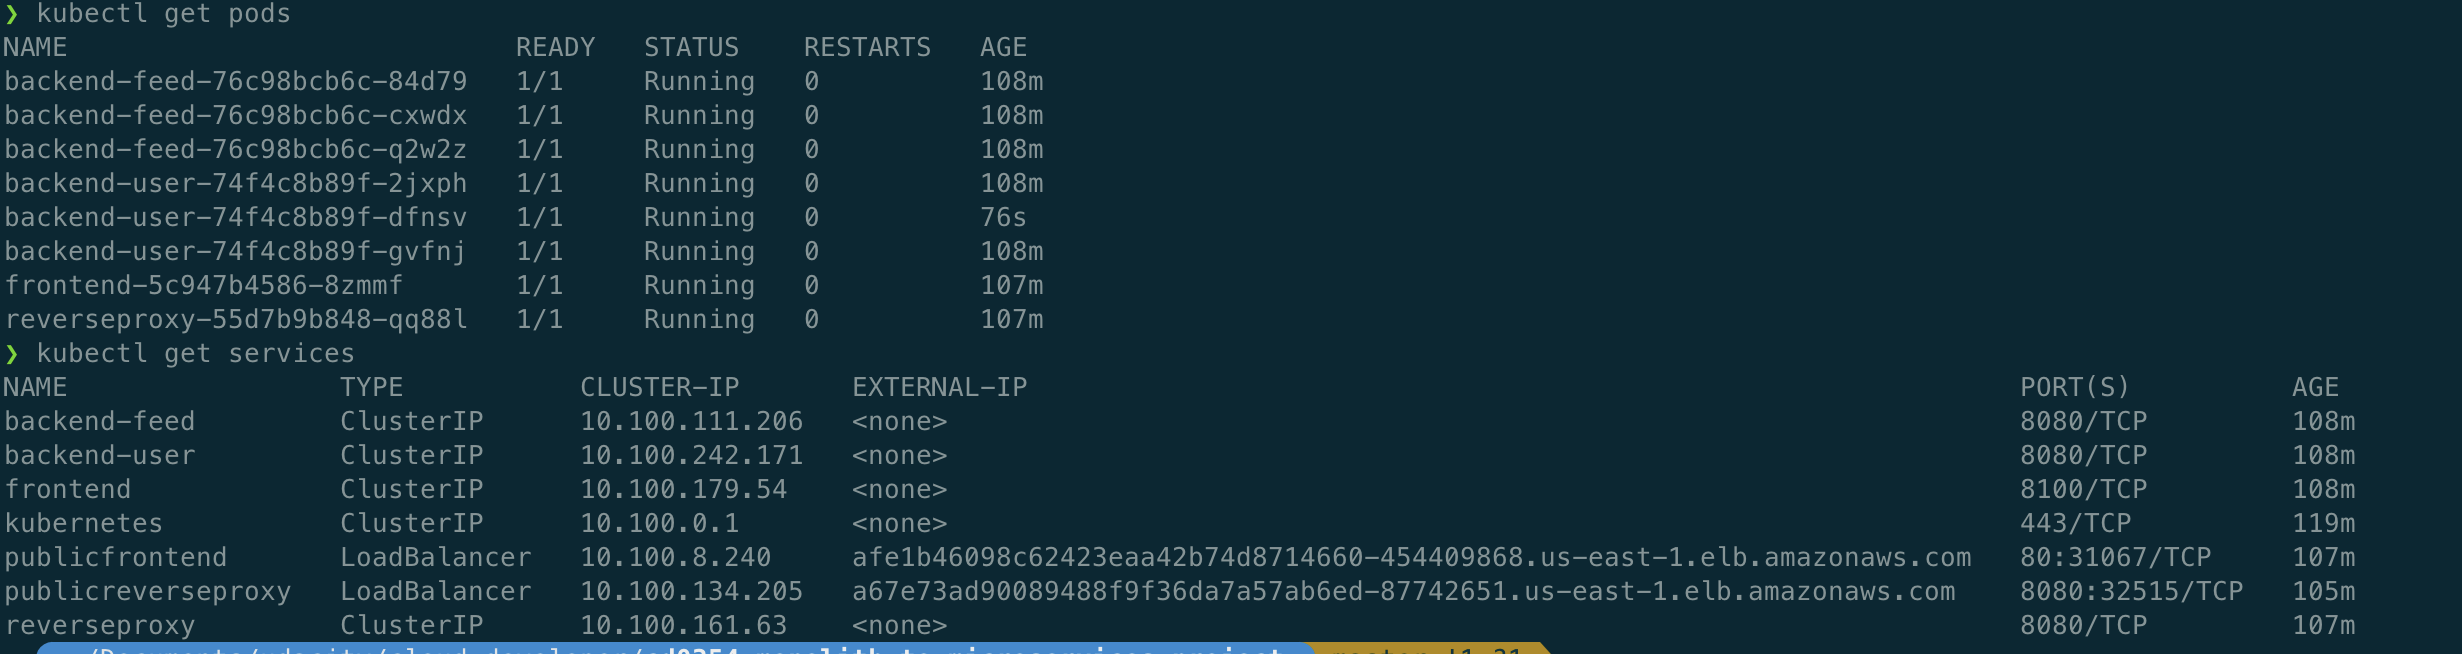 ❯ kubectl get pods
NAME                            READY   STATUS    RESTARTS   AGE
backend-feed-76c98bcb6c-84d79   1/1     Running   0          108m
backend-feed-76c98bcb6c-cxwdx   1/1     Running   0          108m
backend-feed-76c98bcb6c-q2w2z   1/1     Running   0          108m
backend-user-74f4c8b89f-2jxph   1/1     Running   0          108m
backend-user-74f4c8b89f-dfnsv   1/1     Running   0          76s
backend-user-74f4c8b89f-gvfnj   1/1     Running   0          108m
frontend-5c947b4586-8zmmf       1/1     Running   0          107m
reverseproxy-55d7b9b848-qq88l   1/1     Running   0          107m
❯ kubectl get services
NAME                 TYPE           CLUSTER-IP       EXTERNAL-IP                                                              PORT(S)          AGE
backend-feed         ClusterIP      10.100.111.206   <none>                                                                   8080/TCP         108m
backend-user         ClusterIP      10.100.242.171   <none>                                                                   8080/TCP         108m
frontend             ClusterIP      10.100.179.54    <none>                                                                   8100/TCP         108m
kubernetes           ClusterIP      10.100.0.1       <none>                                                                   443/TCP          119m
publicfrontend       LoadBalancer   10.100.8.240     afe1b46098c62423eaa42b74d8714660-454409868.us-east-1.elb.amazonaws.com   80:31067/TCP     107m
publicreverseproxy   LoadBalancer   10.100.134.205   a67e73ad90089488f9f36da7a57ab6ed-87742651.us-east-1.elb.amazonaws.com    8080:32515/TCP   105m
reverseproxy         ClusterIP      10.100.161.63    <none>                                                                   8080/TCP         107m